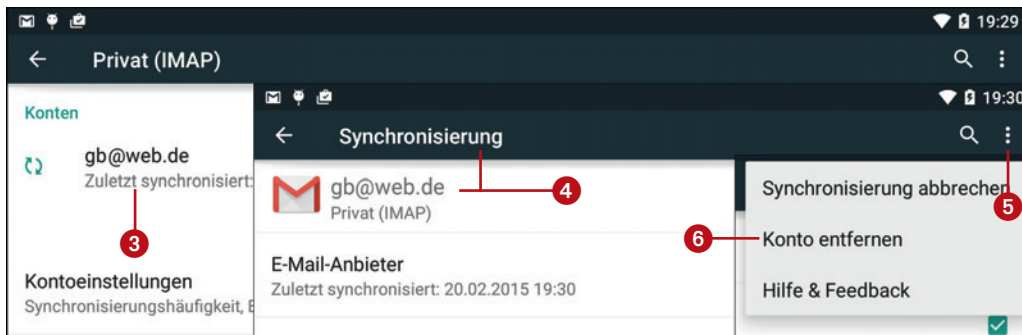 19:29
Privat (IMAP)
Konten
gb@web.de
Zuletzt synchronisiert:
3
Kontoeinstellungen
Synchronisierungshäufigkeit, E
19:30
Synchronisierung
4
gb@web.de
Privat (IMAP)
E-Mail-Anbieter
Zuletzt synchronisiert: 20.02.2015 19:30
5
Synchronisierung abbrechen
6
Konto entfernen
Hilfe & Feedback